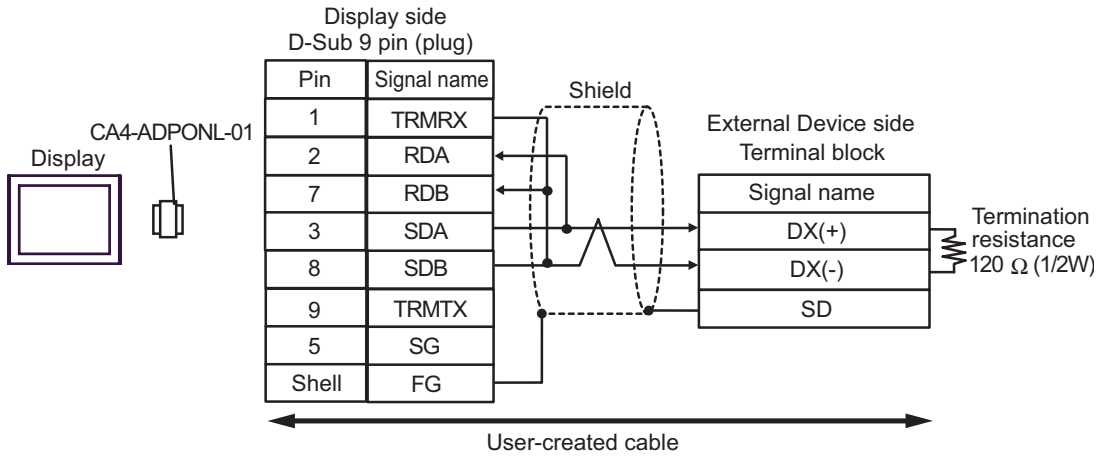 Display side
D-Sub 9 pin (plug)
Pin Signal name
1 TRMRX
2 RDA
7 RDB
3 SDA
8 SDB
9 TRMTX
5 SG
Shell FG
CA4-ADPONL-01
Display
Shield
External Device side
Terminal block
Signal name
DX(+)
DX(-)
SD
Termination
resistance
120 Ω (1/2W)
User-created cable